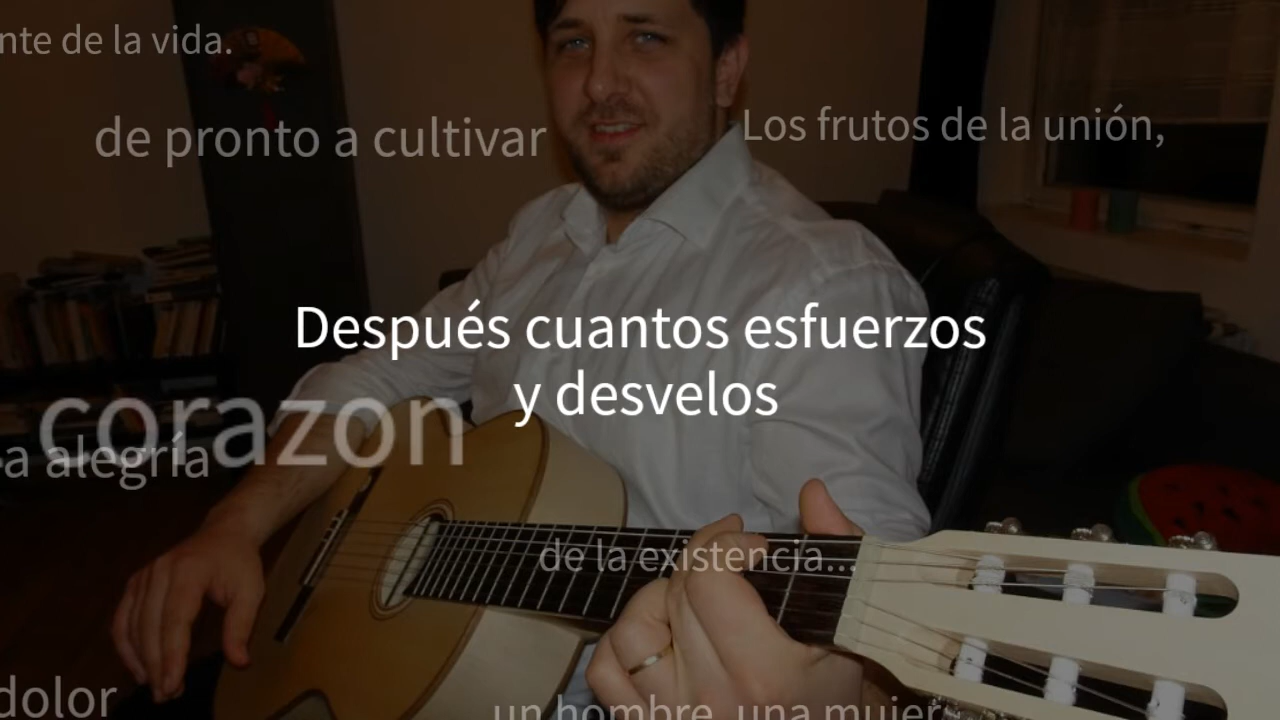 nte de la vida.
de pronto a cultivar
Los frutos de la unión,
Después cuantos esfuerzos
y desvelos
corazon
a alegría
de la existencia...
dolor
un hombre, una mujer